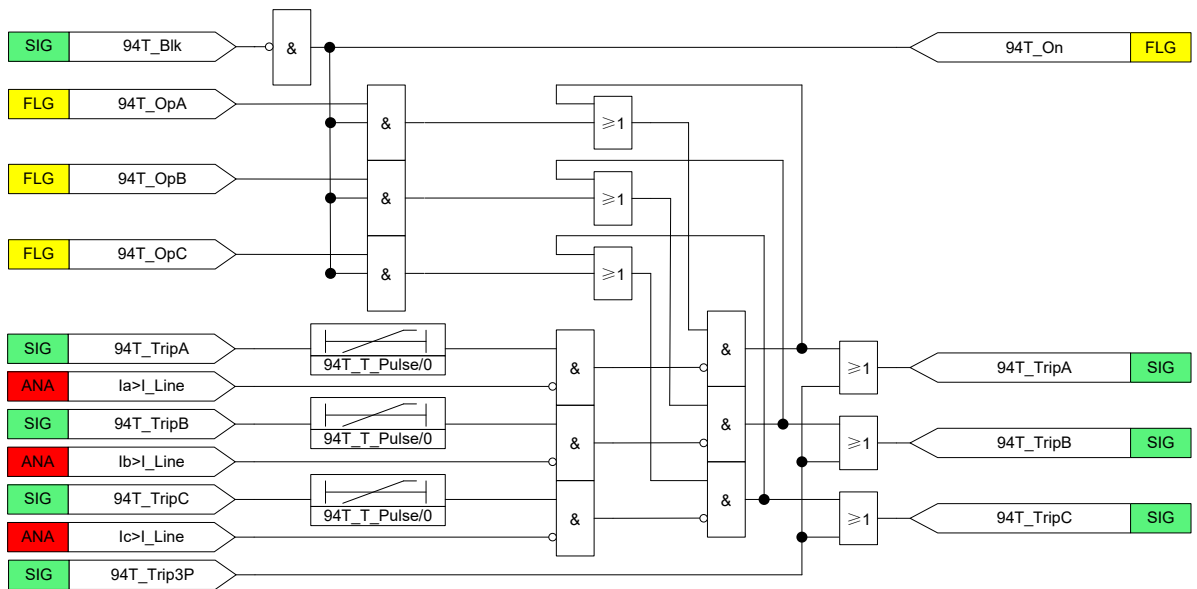 SIG 94T_Blk & 94T_On FLG
FLG 94T_OpA & ≥1
FLG 94T_OpB & ≥1
FLG 94T_OpC & ≥1
SIG 94T_TripA 94T_T_Pulse/0 & & ≥1 94T_TripA SIG
ANA Ia>I_Line
SIG 94T_TripB 94T_T_Pulse/0 & & ≥1 94T_TripB SIG
ANA Ib>I_Line
SIG 94T_TripC 94T_T_Pulse/0 & & ≥1 94T_TripC SIG
ANA Ic>I_Line
SIG 94T_Trip3P